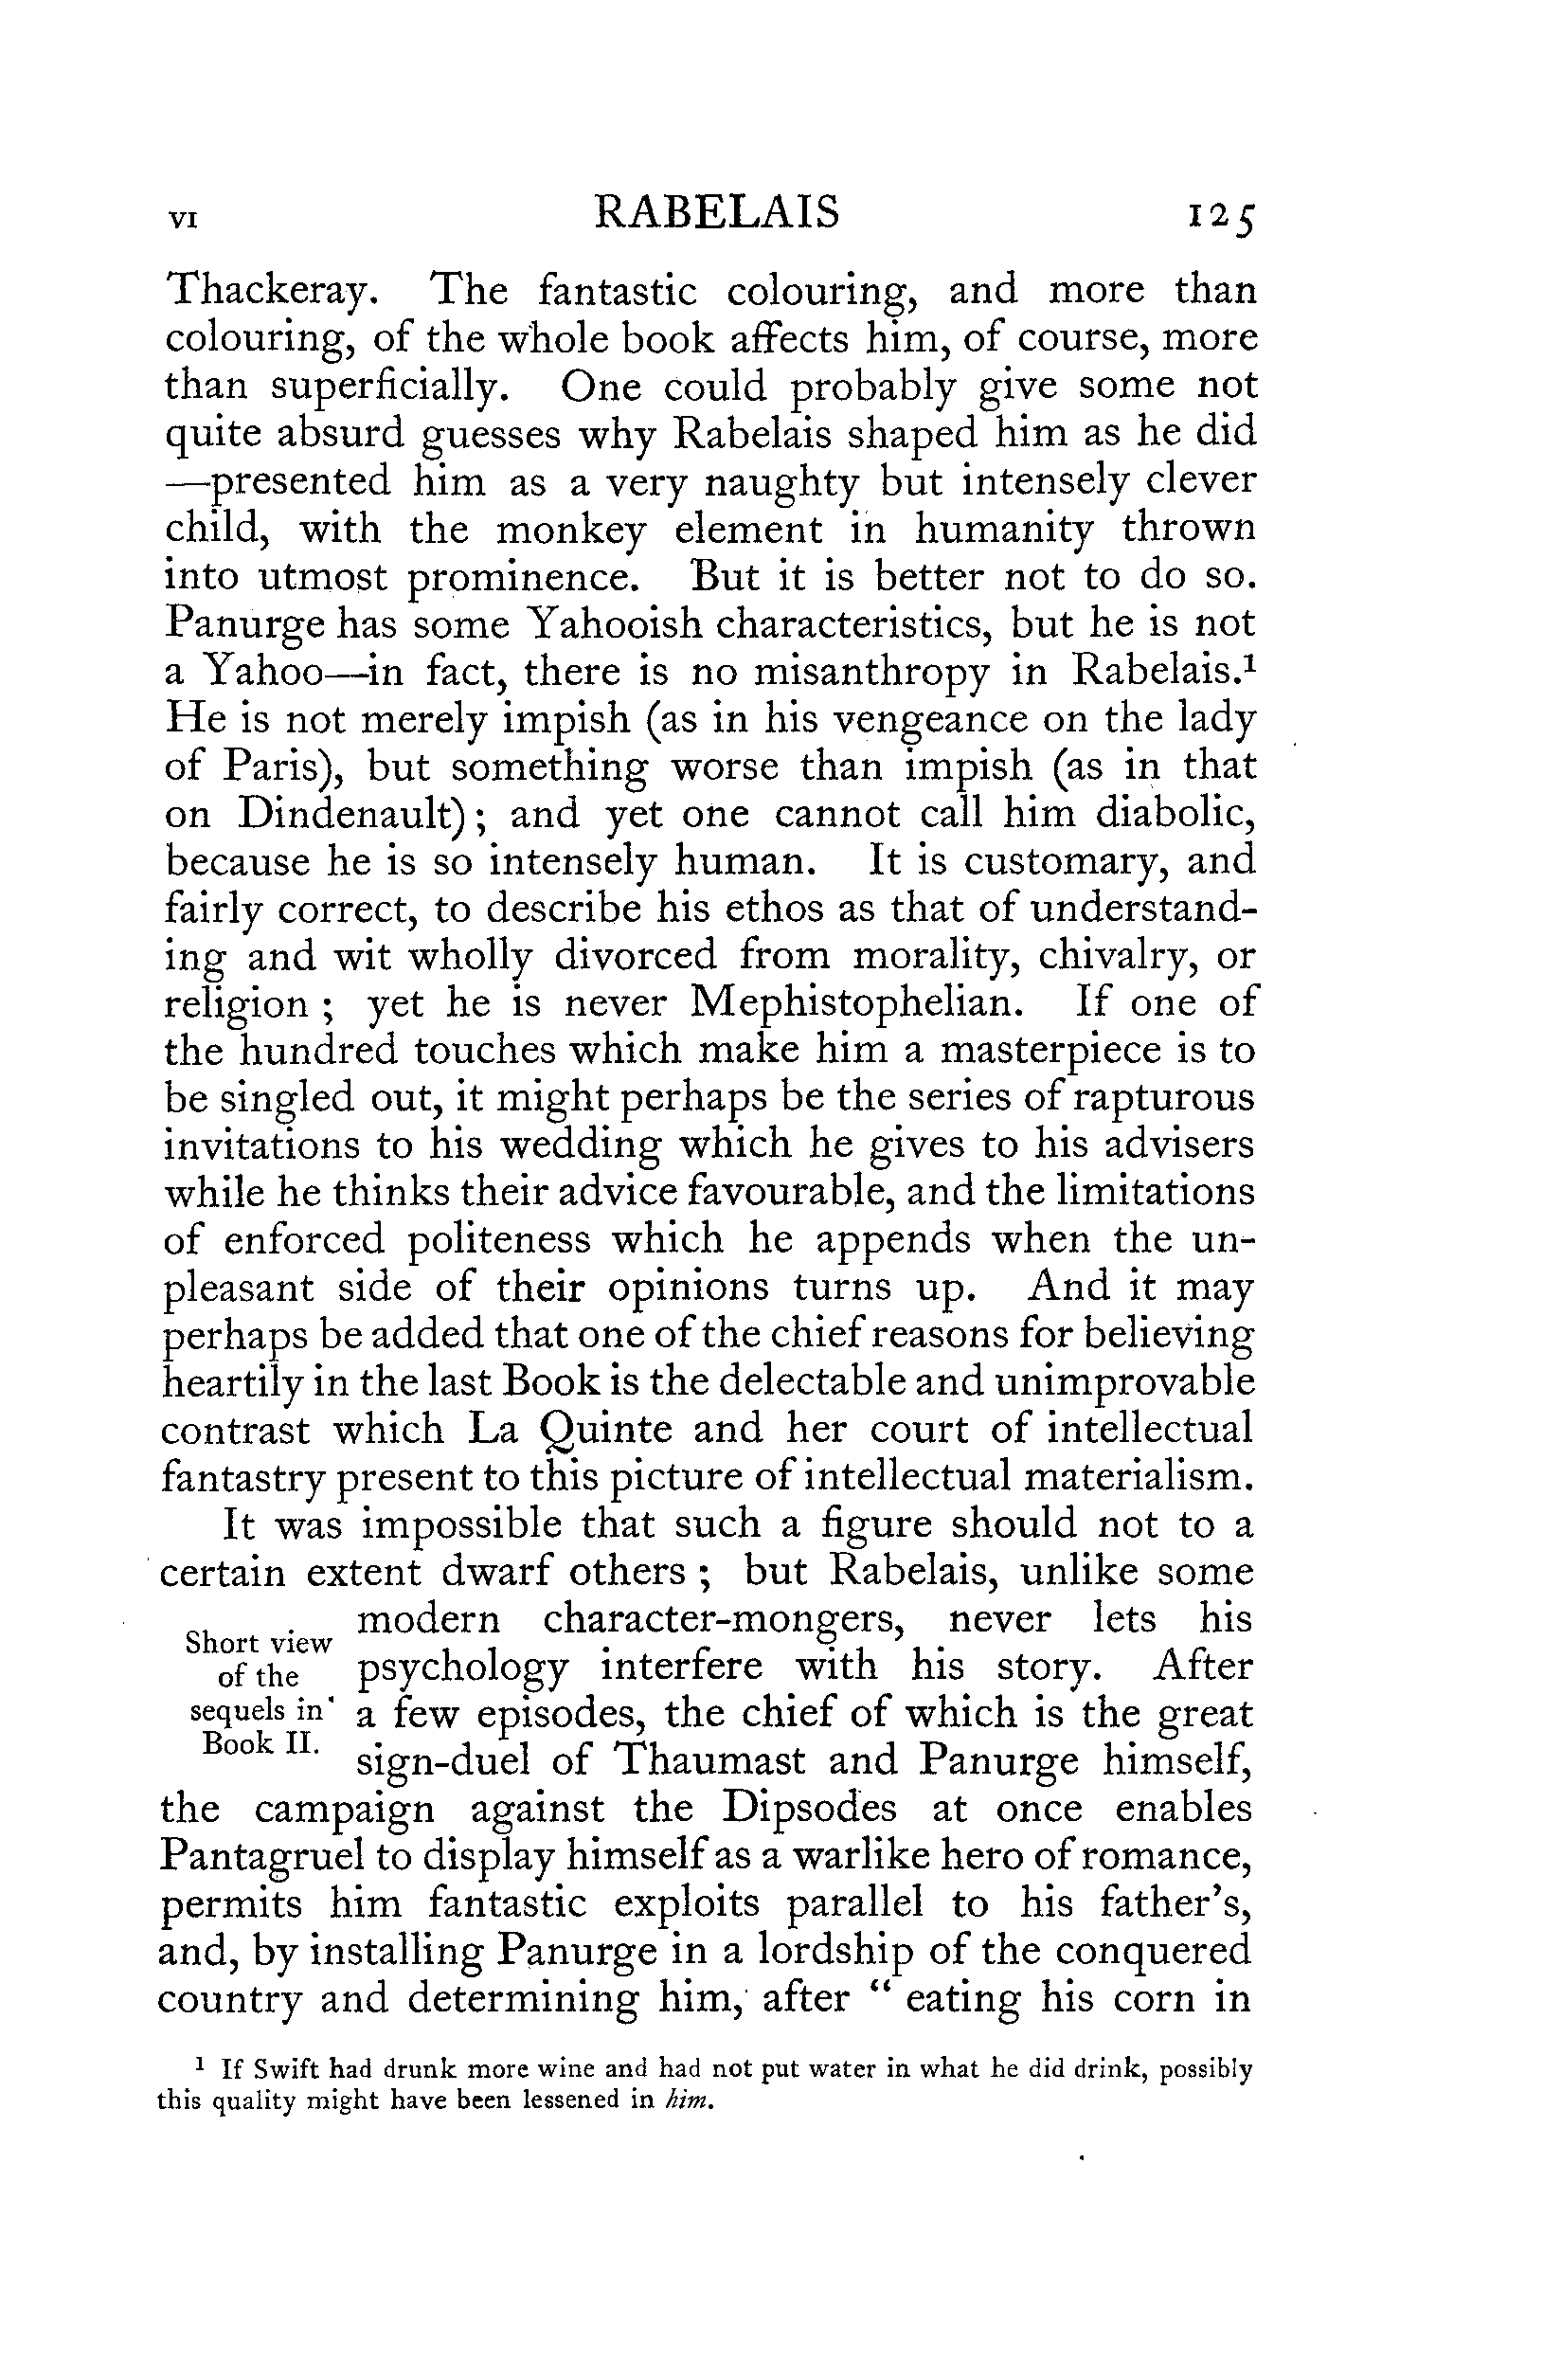 VI RABELAIS 125
Thackeray. The fantastic colouring, and more than
colouring, of the whole book affects him, of course, more
than superficially. One could probably give some not
quite absurd guesses why Rabelais shaped him as he did
—presented him as a very naughty but intensely clever
child, with the monkey element in humanity thrown
into utmost prominence. But it is better not to do so.
Panurge has some Yahooish characteristics, but he is not
a Yahoo—in fact, there is no misanthropy in Rabelais.¹
He is not merely impish (as in his vengeance on the lady
of Paris), but something worse than impish (as in that
on Dindenault); and yet one cannot call him diabolic,
because he is so intensely human. It is customary, and
fairly correct, to describe his ethos as that of understand-
ing and wit wholly divorced from morality, chivalry, or
religion ; yet he is never Mephistophelian. If one of
the hundred touches which make him a masterpiece is to
be singled out, it might perhaps be the series of rapturous
invitations to his wedding which he gives to his advisers
while he thinks their advice favourable, and the limitations
of enforced politeness which he appends when the un-
pleasant side of their opinions turns up. And it may
perhaps be added that one of the chief reasons for believing
heartily in the last Book is the delectable and unimprovable
contrast which La Quinte and her court of intellectual
fantastry present to this picture of intellectual materialism.
It was impossible that such a figure should not to a
certain extent dwarf others ; but Rabelais, unlike some
Short view
of the
sequels in
Book II.
modern character-mongers, never lets his
psychology interfere with his story. After
a few episodes, the chief of which is the great
sign-duel of Thaumast and Panurge himself,
the campaign against the Dipsodes at once enables
Pantagruel to display himself as a warlike hero of romance,
permits him fantastic exploits parallel to his father's,
and, by installing Panurge in a lordship of the conquered
country and determining him, after “ eating his corn in
¹ If Swift had drunk more wine and had not put water in what he did drink, possibly
this quality might have been lessened in him.